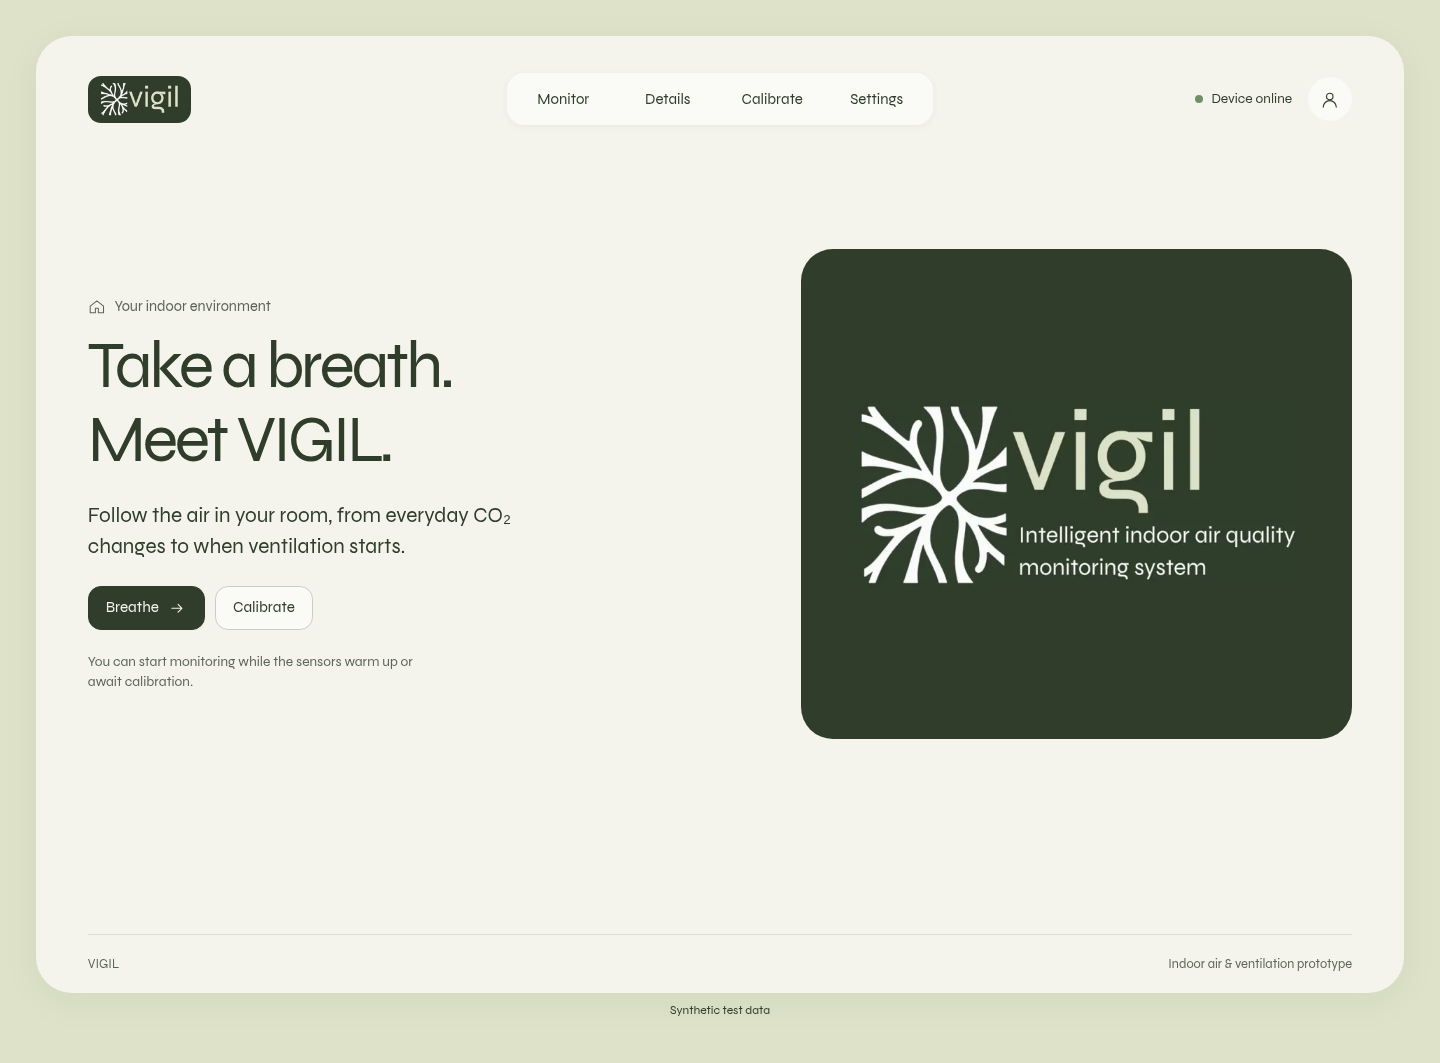 vigil
Monitor
Details
Calibrate
Settings
Device online
Your indoor environment
Take a breath.
Meet VIGIL.
Follow the air in your room, from everyday CO₂
changes to when ventilation starts.
Breathe →
Calibrate
You can start monitoring while the sensors warm up or
await calibration.
vigil
Intelligent indoor air quality
monitoring system
VIGIL
Indoor air & ventilation prototype
Synthetic test data